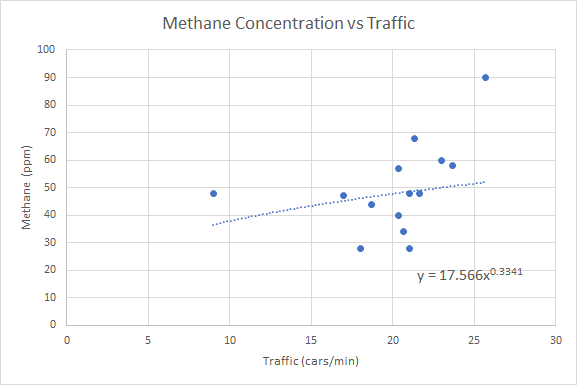 Methane Concentration vs Traffic
100
90
80
70
60
50
40
30
20
10
0
Methane (ppm)
y = 17.566x^0.3341
0 5 10 15 20 25 30
Traffic (cars/min)